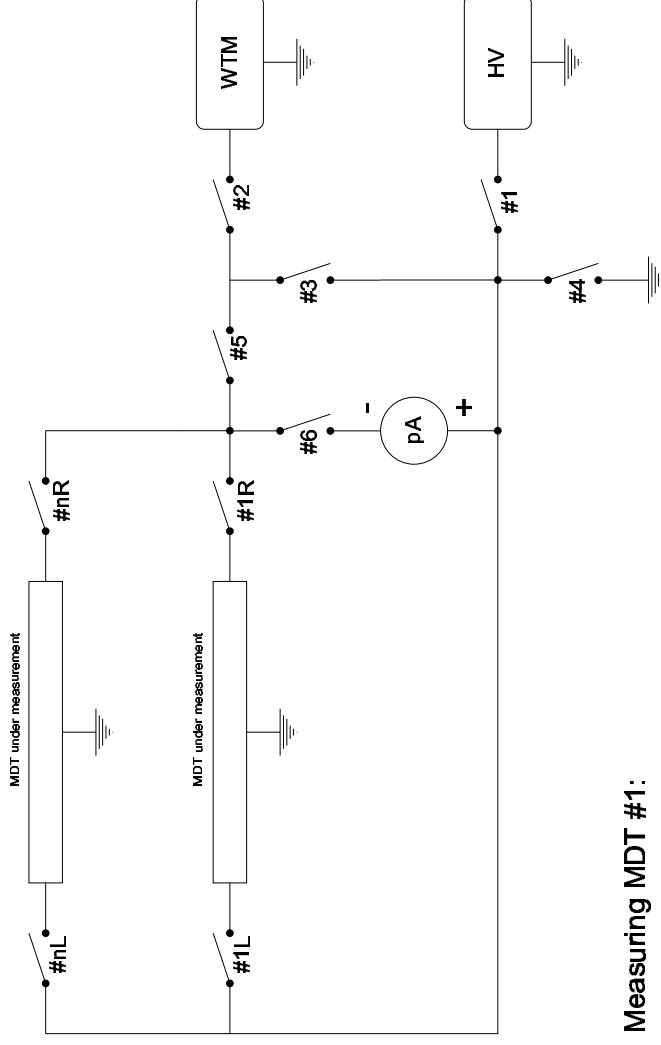 WTM
HV
#2
#1
#3
#4
#5
#6
-
pA
+
#nR
#1R
MDT under measurement
MDT under measurement
#nL
#1L
Measuring MDT #1: